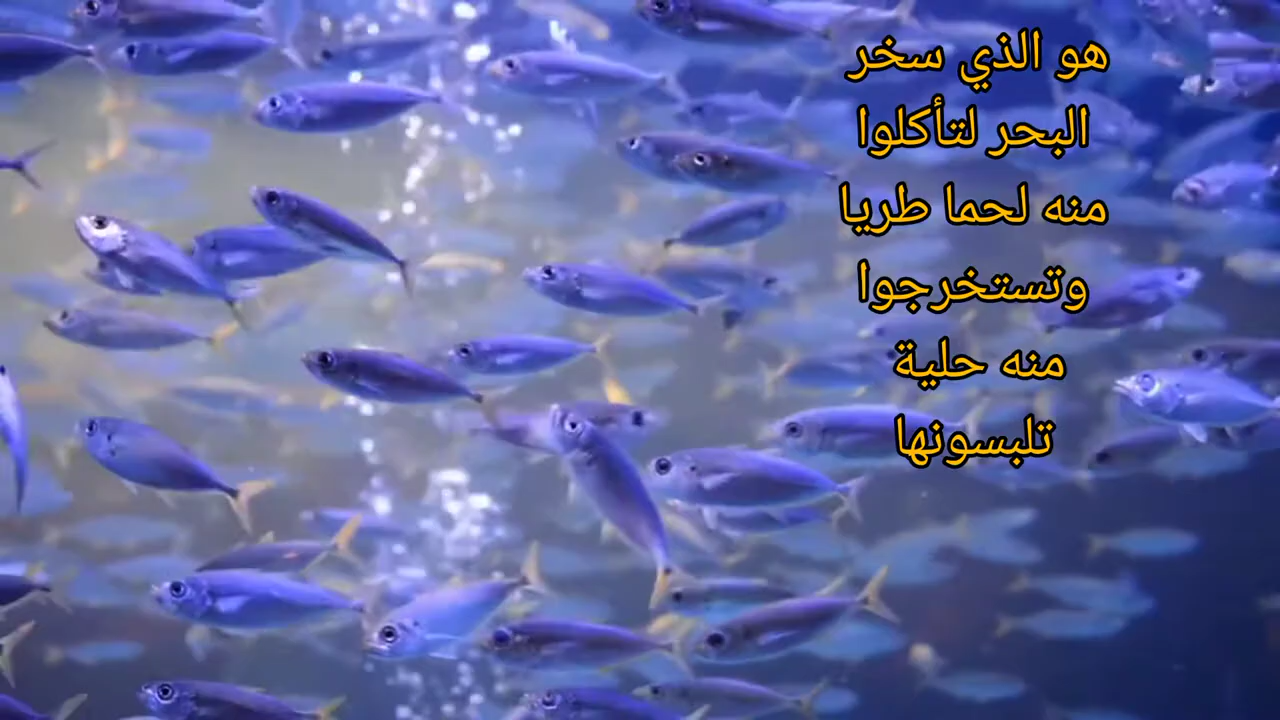 هو الذي سخر
البحر لتأكلوا
منه لحما طريا
وتستخرجوا
منه حلية
تلبسونها